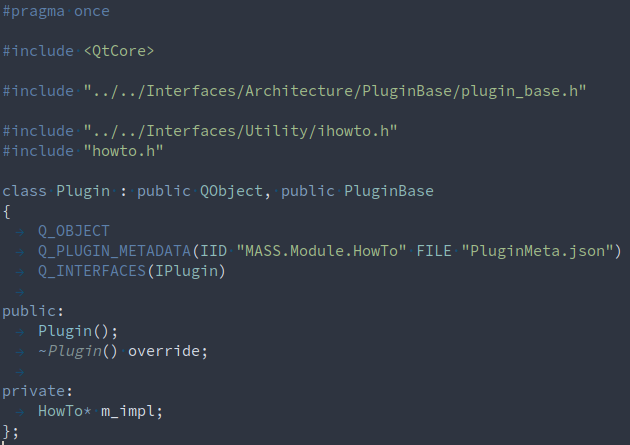 #pragma once
#include <QtCore>
#include "../../Interfaces/Architecture/PluginBase/plugin_base.h"
#include "../../Interfaces/Utility/ihowto.h"
#include "howto.h"
class Plugin : public QObject, public PluginBase
{
Q_OBJECT
Q_PLUGIN_METADATA(IID "MASS.Module.HowTo" FILE "PluginMeta.json")
Q_INTERFACES(IPlugin)
public:
Plugin();
~Plugin() override;
private:
HowTo* m_impl;
};